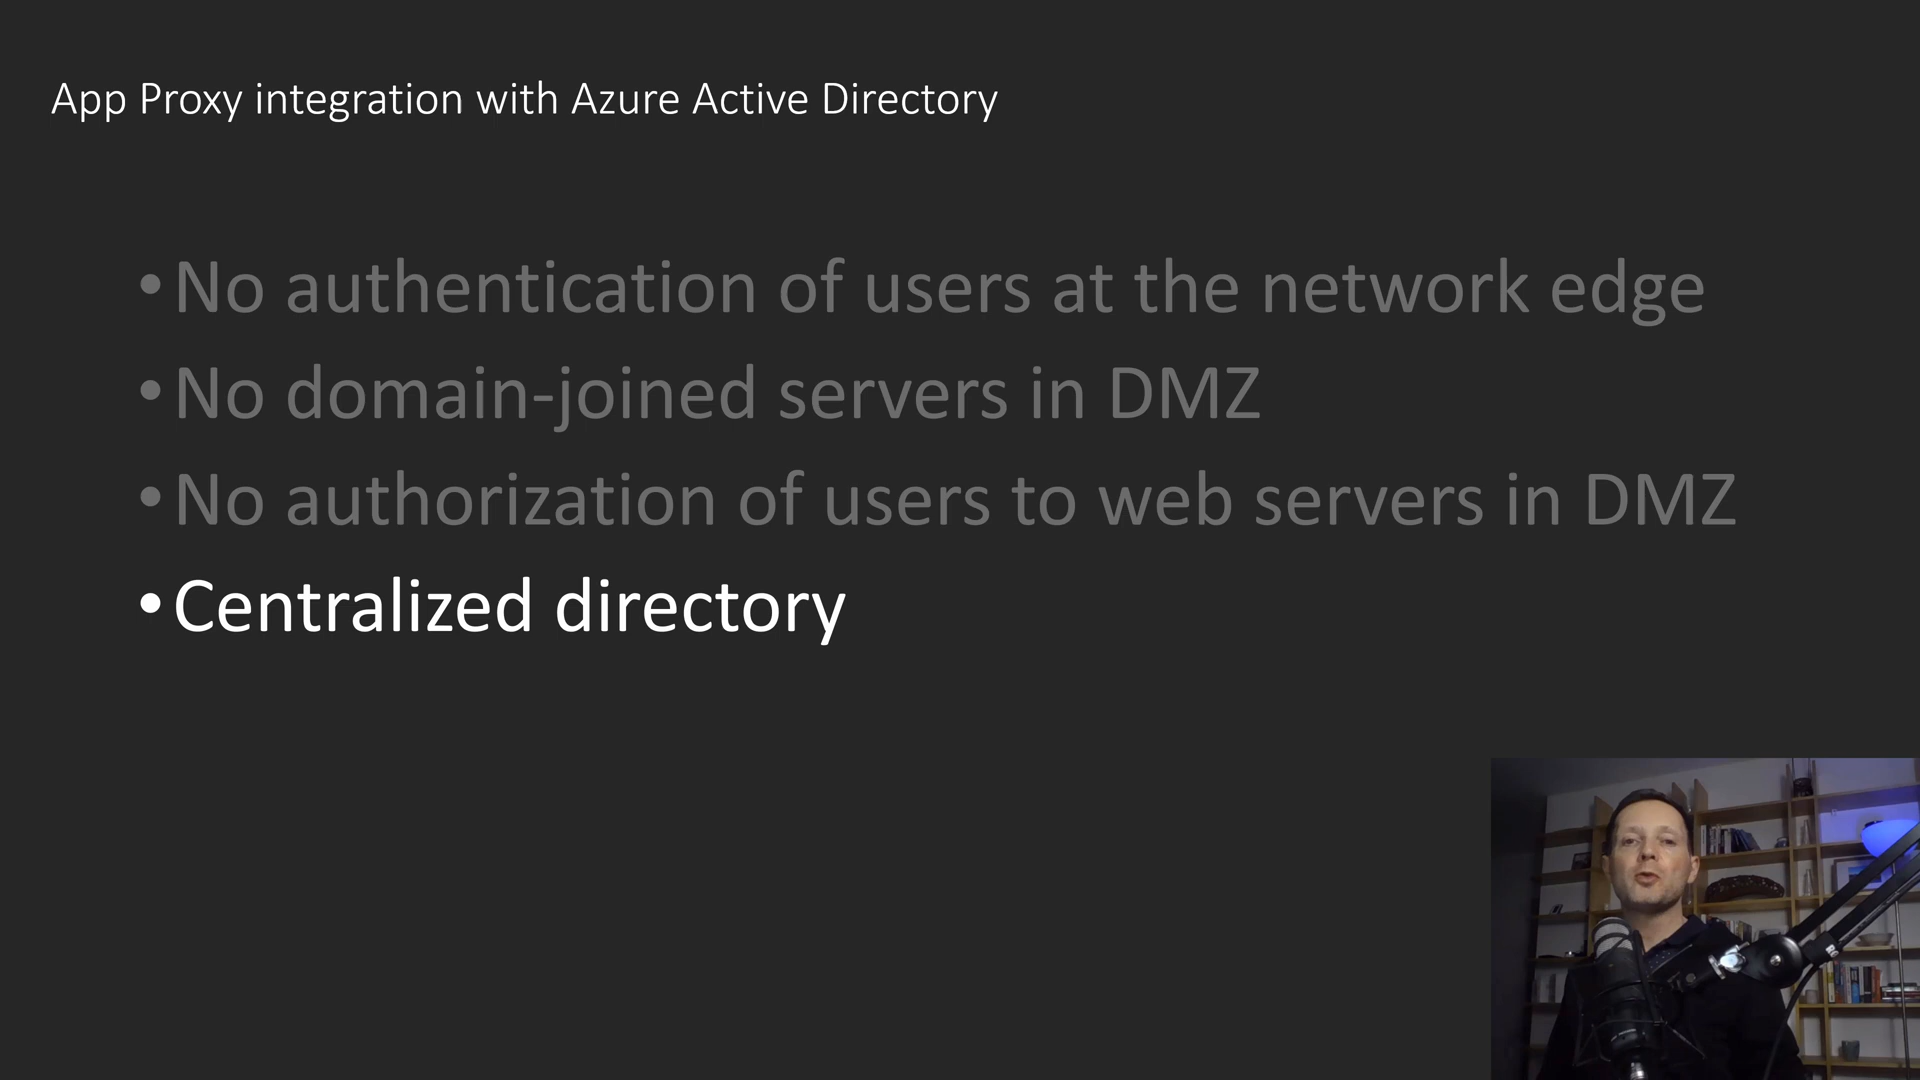 App Proxy integration with Azure Active Directory
•No authentication of users at the network edge
•No domain-joined servers in DMZ
•No authorization of users to web servers in DMZ
•Centralized directory